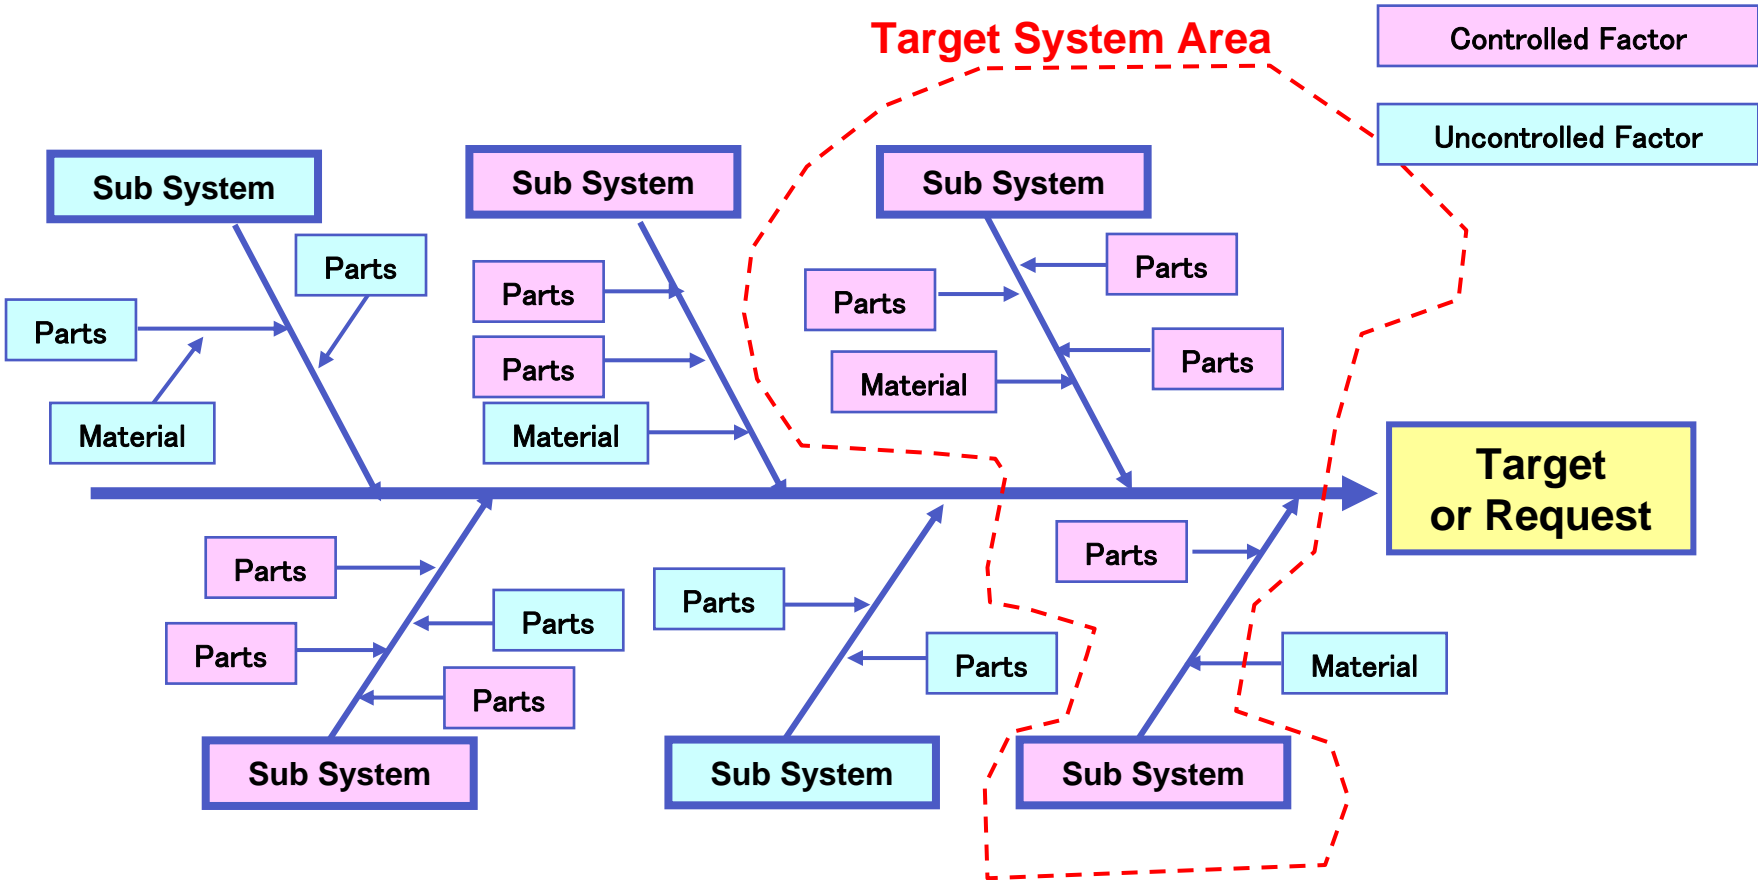 Target System Area
Controlled Factor
Uncontrolled Factor
Sub System
Sub System
Sub System
Parts
Parts
Material
Parts
Parts
Material
Parts
Parts
Parts
Material
Target
or Request
Parts
Parts
Parts
Parts
Sub System
Parts
Parts
Sub System
Parts
Material
Sub System